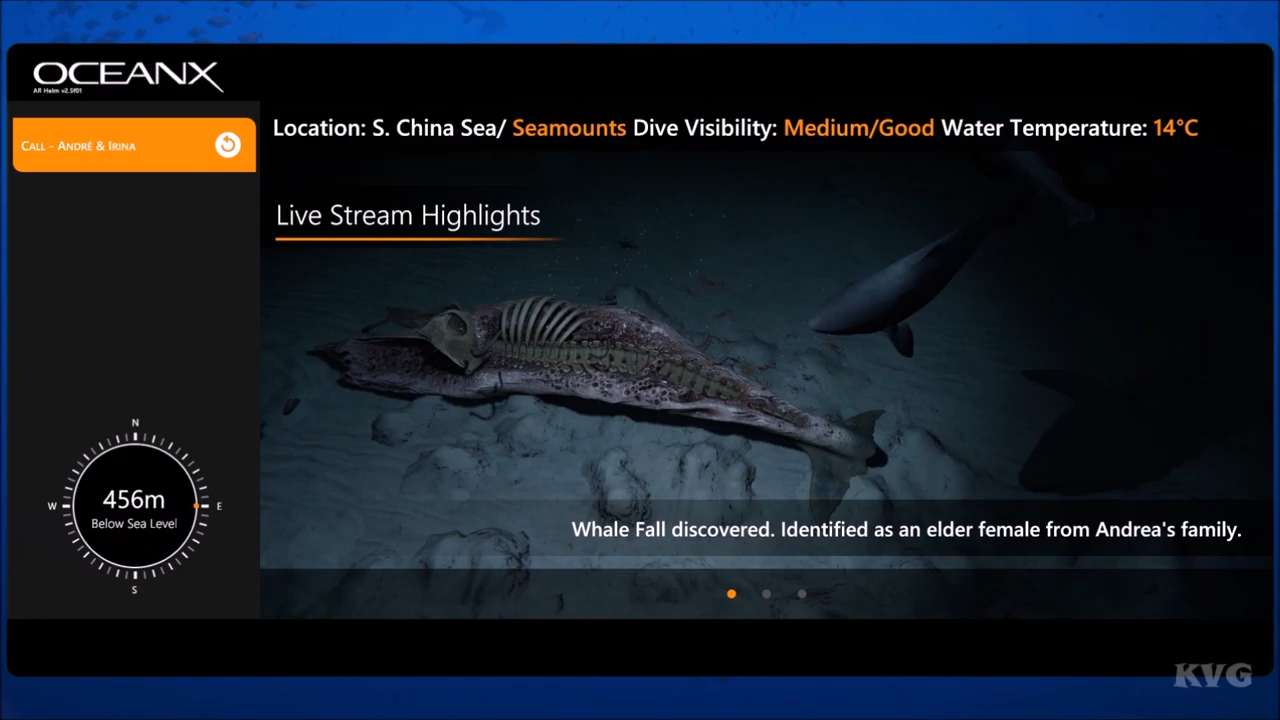 OCEANX
AR Helm v2.5f01
Location: S. China Sea/ Seamounts Dive Visibility: Medium/Good Water Temperature: 14°C
CALL - ANDRÉ & IRINA
Live Stream Highlights
N
W
456m
E
Below Sea Level
S
Whale Fall discovered. Identified as an elder female from Andrea's family.
KVG